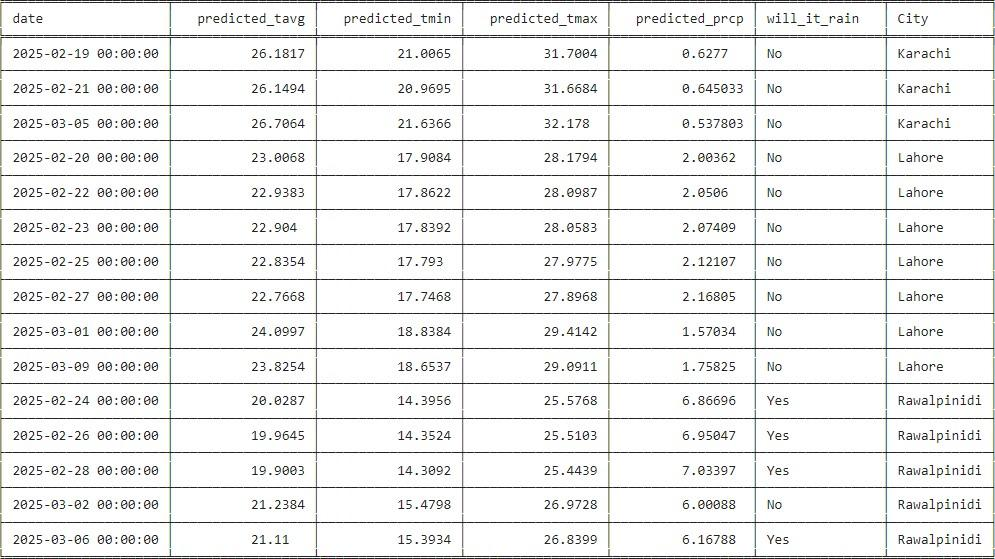 date predicted_tavg predicted_tmin predicted_tmax predicted_prcp will_it_rain City
2025-02-19 00:00:00 26.1817 21.0065 31.7004 0.6277 No Karachi
2025-02-21 00:00:00 26.1494 20.9695 31.6684 0.645033 No Karachi
2025-03-05 00:00:00 26.7064 21.6366 32.178 0.537803 No Karachi
2025-02-20 00:00:00 23.0068 17.9084 28.1794 2.00362 No Lahore
2025-02-22 00:00:00 22.9383 17.8622 28.0987 2.0506 No Lahore
2025-02-23 00:00:00 22.904 17.8392 28.0583 2.07409 No Lahore
2025-02-25 00:00:00 22.8354 17.793 27.9775 2.12107 No Lahore
2025-02-27 00:00:00 22.7668 17.7468 27.8968 2.16805 No Lahore
2025-03-01 00:00:00 24.0997 18.8384 29.4142 1.57034 No Lahore
2025-03-09 00:00:00 23.8254 18.6537 29.0911 1.75825 No Lahore
2025-02-24 00:00:00 20.0287 14.3956 25.5768 6.86696 Yes Rawalpinidi
2025-02-26 00:00:00 19.9645 14.3524 25.5103 6.95047 Yes Rawalpinidi
2025-02-28 00:00:00 19.9003 14.3092 25.4439 7.03397 Yes Rawalpinidi
2025-03-02 00:00:00 21.2384 15.4798 26.9728 6.00088 No Rawalpinidi
2025-03-06 00:00:00 21.11 15.3934 26.8399 6.16788 Yes Rawalpinidi